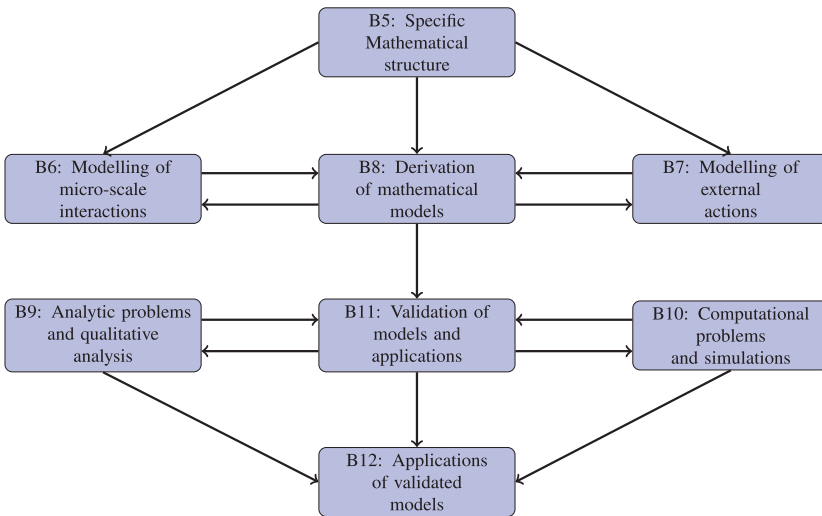 B5: Specific
Mathematical
structure
B6: Modelling of
micro-scale
interactions
B8: Derivation
of mathematical
models
B7: Modelling of
external
actions
B9: Analytic problems
and qualitative
analysis
B11: Validation of
models and
applications
B10: Computational
problems
and simulations
B12: Applications
of validated
models